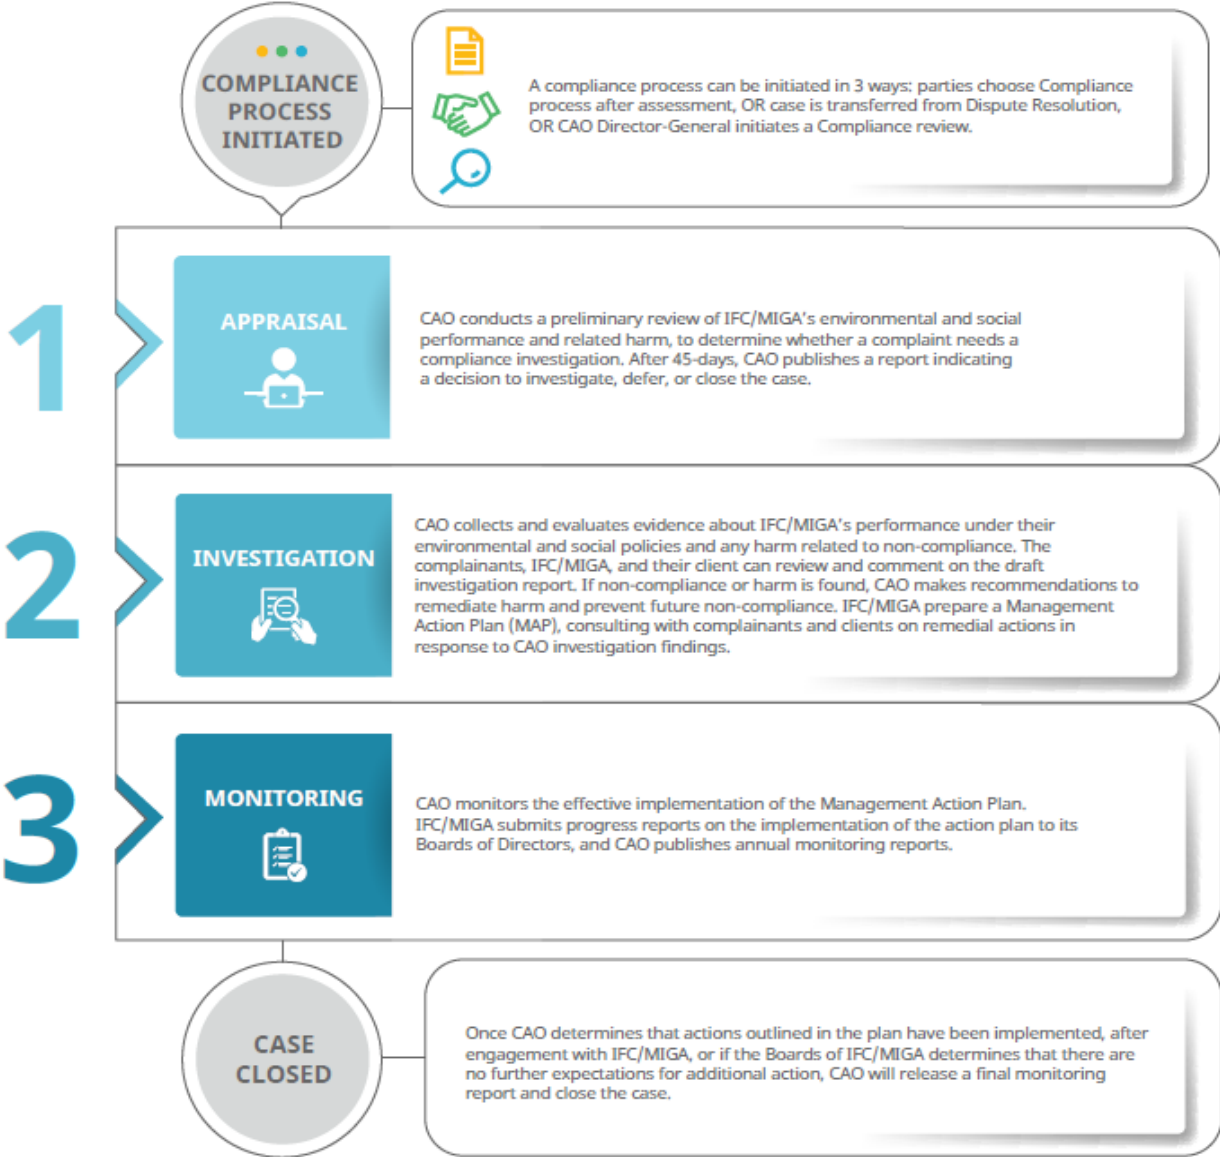 COMPLIANCE
PROCESS
INITIATED
A compliance process can be initiated in 3 ways: parties choose Compliance
process after assessment, OR case is transferred from Dispute Resolution,
OR CAO Director-General initiates a Compliance review.
1
APPRAISAL
CAO conducts a preliminary review of IFC/MIGA's environmental and social
performance and related harm, to determine whether a complaint needs a
compliance investigation. After 45-days, CAO publishes a report indicating
a decision to investigate, defer, or close the case.
2
INVESTIGATION
CAO collects and evaluates evidence about IFC/MIGA's performance under their
environmental and social policies and any harm related to non-compliance. The
complainants, IFC/MIGA, and their client can review and comment on the draft
investigation report. If non-compliance or harm is found, CAO makes recommendations to
remediate harm and prevent future non-compliance. IFC/MIGA prepare a Management
Action Plan (MAP), consulting with complainants and clients on remedial actions in
response to CAO investigation findings.
3
MONITORING
CAO monitors the effective implementation of the Management Action Plan.
IFC/MIGA submits progress reports on the implementation of the action plan to its
Boards of Directors, and CAO publishes annual monitoring reports.
CASE
CLOSED
Once CAO determines that actions outlined in the plan have been implemented, after
engagement with IFC/MIGA, or if the Boards of IFC/MIGA determines that there are
no further expectations for additional action, CAO will release a final monitoring
report and close the case.